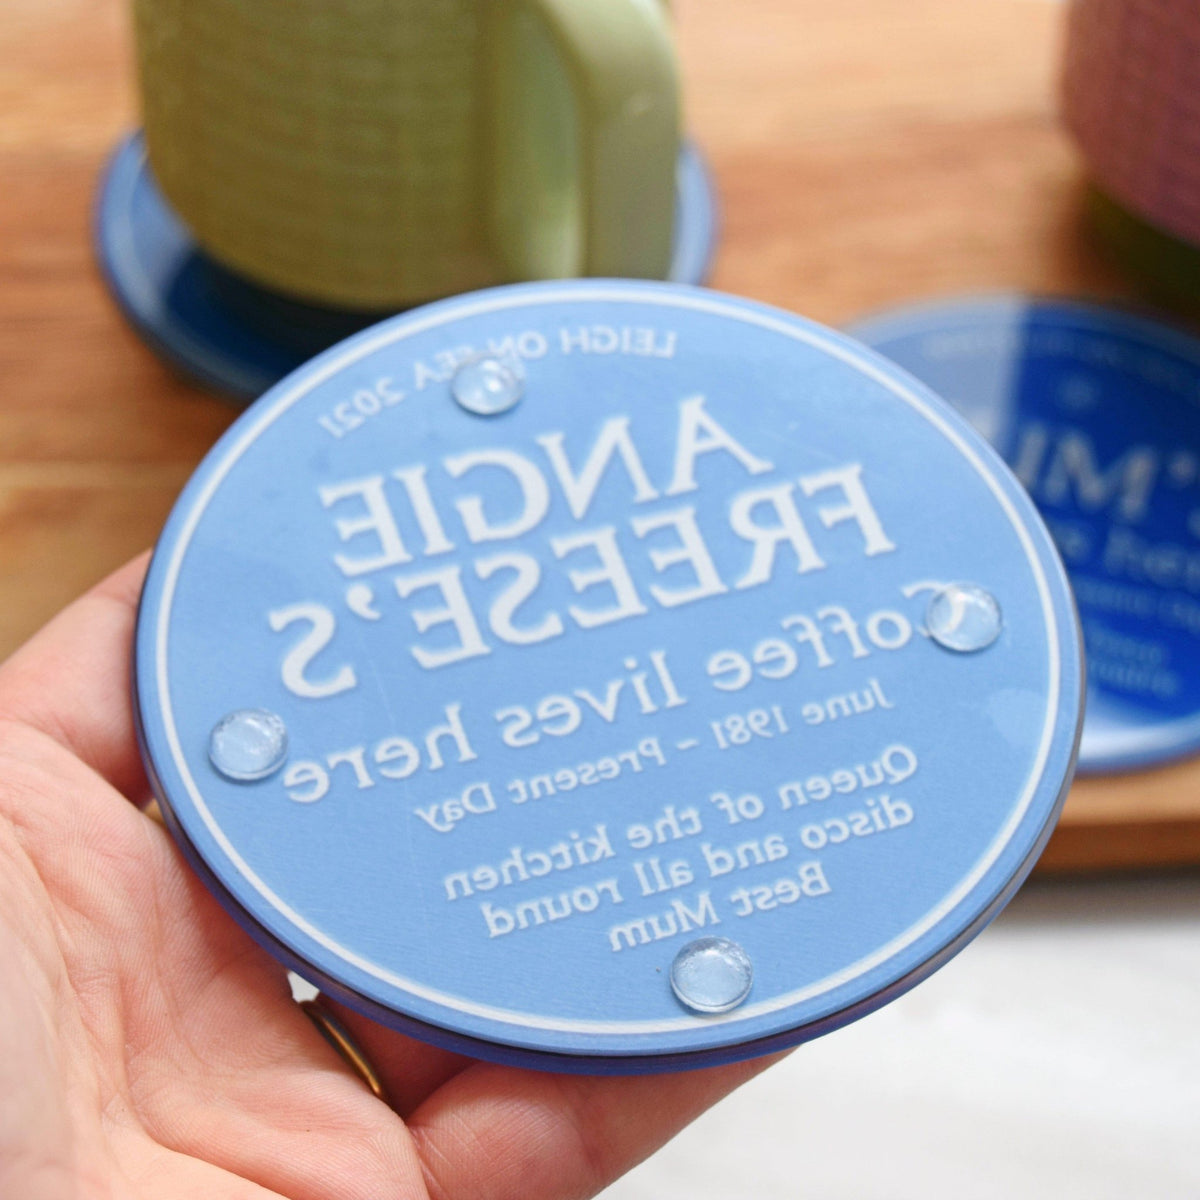 LEIGH ON SEA 2021
ANGIE
FREESE'S
Coffee lives here
June 1981 – Present Day
Queen of the kitchen
disco and all round
Best Mum